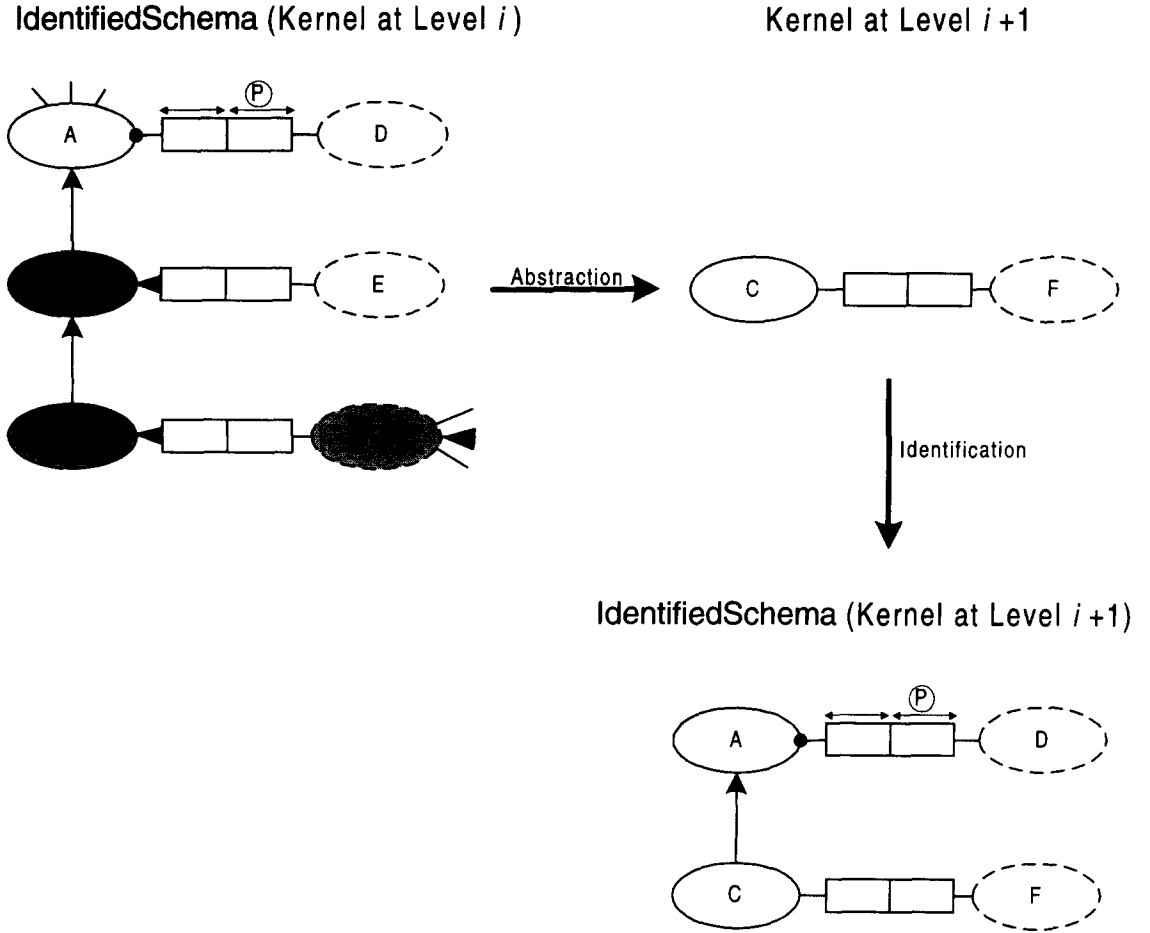 IdentifiedSchema (Kernel at Level i)
Kernel at Level i +1
P
A
D
E
Abstraction
C
F
Identification
IdentifiedSchema (Kernel at Level i +1)
P
A
D
C
F